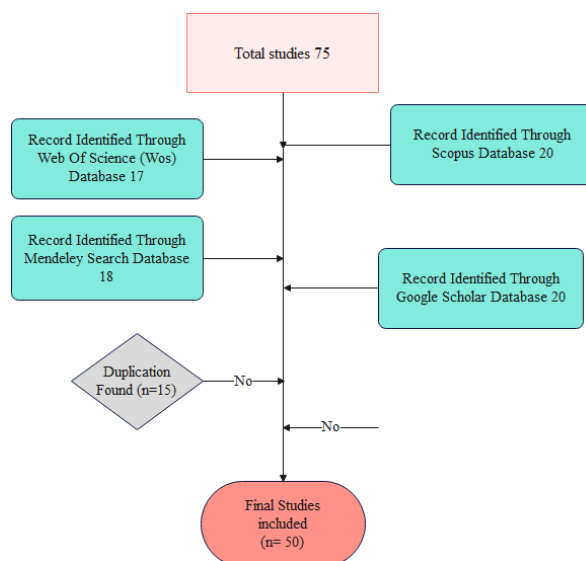 Total studies 75
Record Identified Through
Web Of Science (Wos)
Database 17
Record Identified Through
Scopus Database 20
Record Identified Through
Mendeley Search Database
18
Record Identified Through
Google Scholar Database 20
Duplication
Found (n=15)
No
No
Final Studies
included
(n= 50)